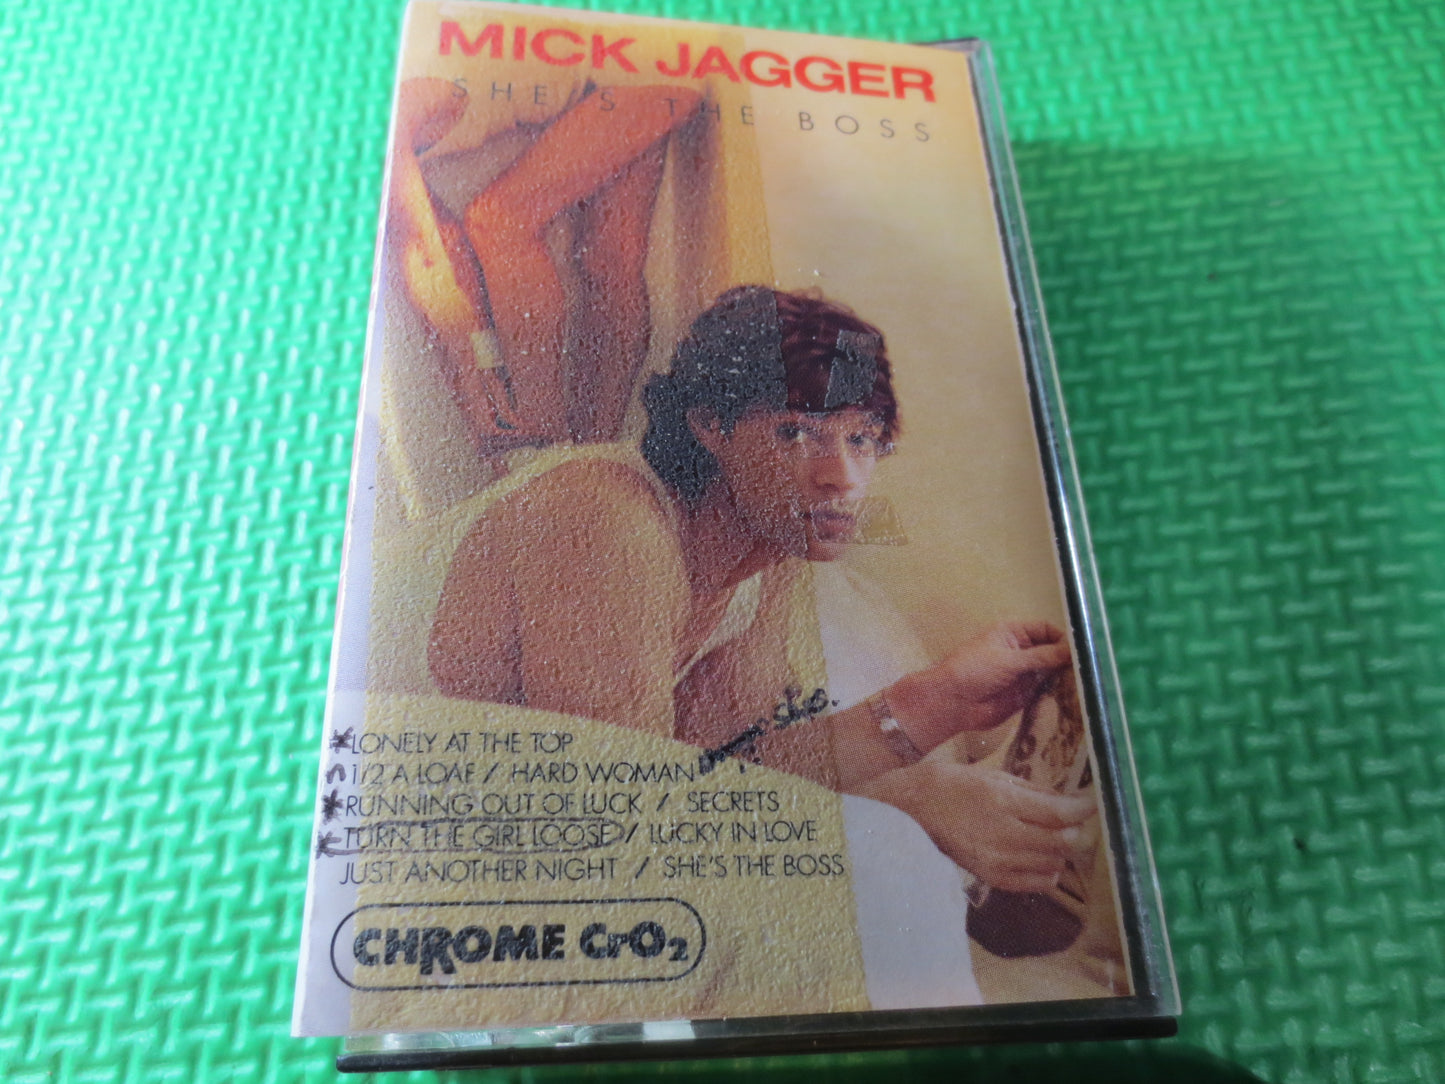 MICK JAGGER
SHE'S THE BOSS
LONELY AT THE TOP
1/2 A LOAF / HARD WOMAN
RUNNING OUT OF LUCK / SECRETS
TURN THE GIRL LOOSE / LUCKY IN LOVE
JUST ANOTHER NIGHT / SHE'S THE BOSS
CHROME CrO2